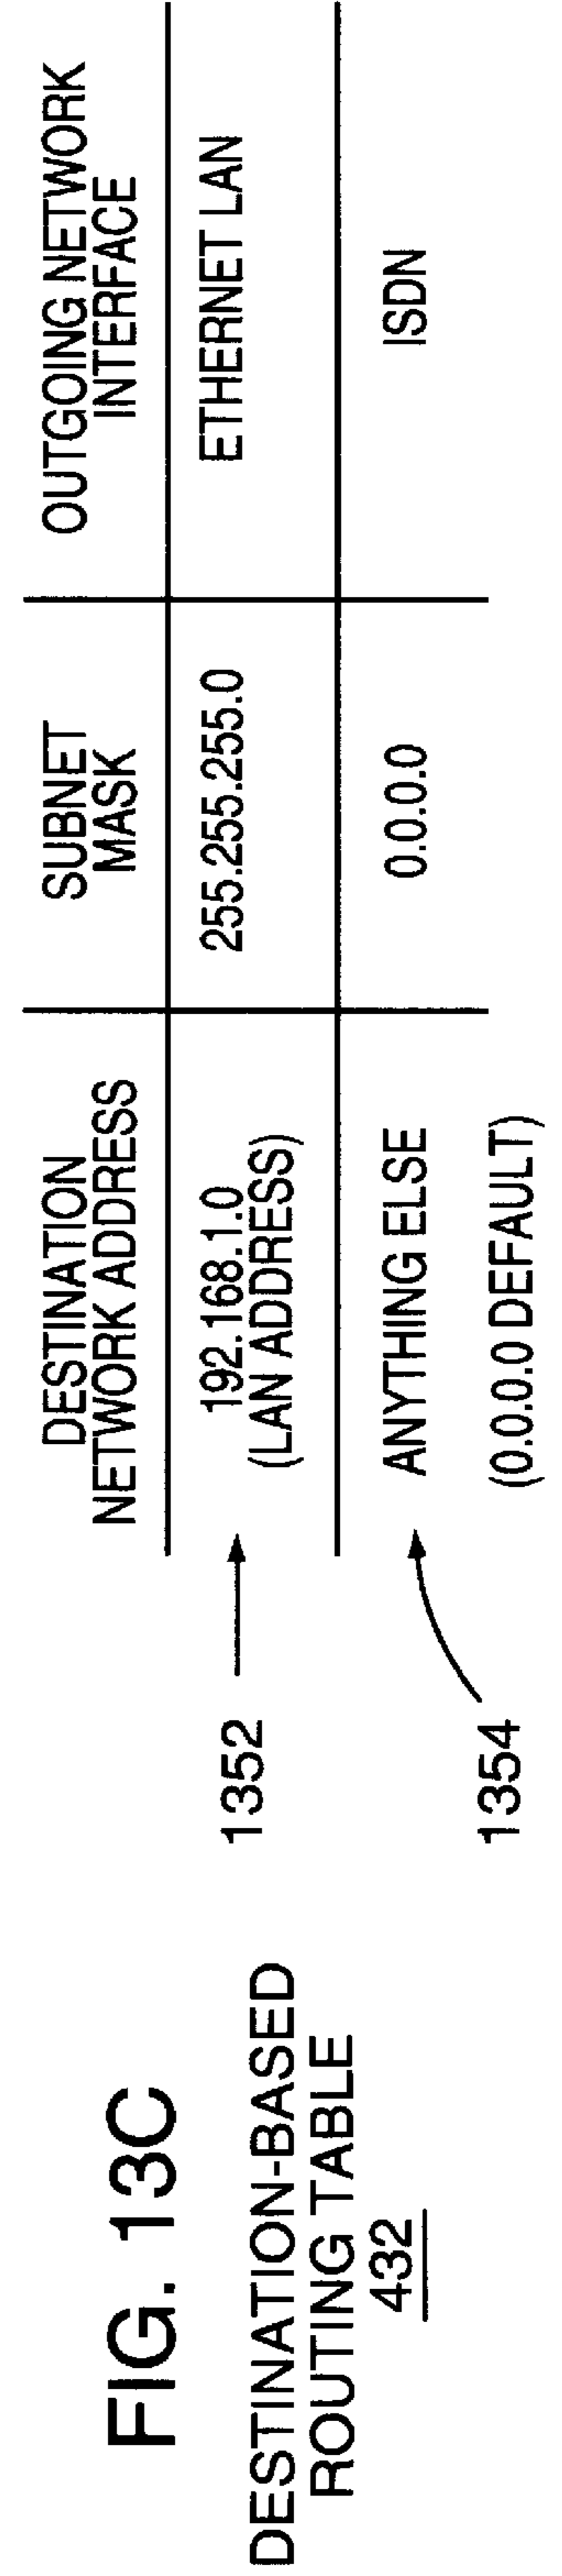 FIG. 13C
DESTINATION-BASED
ROUTING TABLE
432
DESTINATION
NETWORK ADDRESS
SUBNET
MASK
OUTGOING NETWORK
INTERFACE
1352
192.168.1.0
(LAN ADDRESS)
255.255.255.0
ETHERNET LAN
1354
ANYTHING ELSE
(0.0.0.0 DEFAULT)
0.0.0.0
ISDN